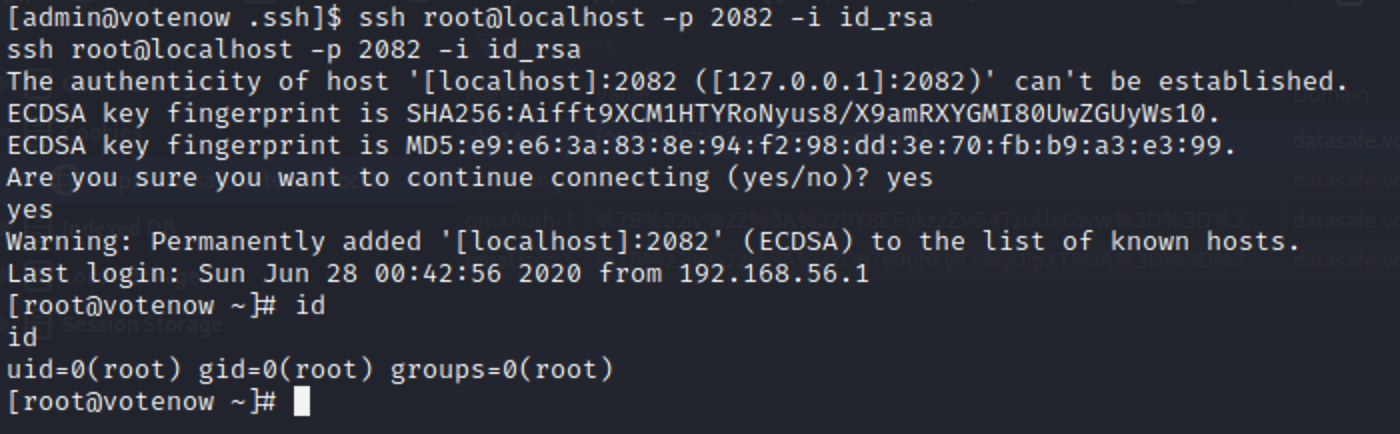 [admin@votenow .ssh]$ ssh root@localhost -p 2082 -i id_rsa
ssh root@localhost -p 2082 -i id_rsa
The authenticity of host '[localhost]:2082 ([127.0.0.1]:2082)' can't be established.
ECDSA key fingerprint is SHA256:Aifft9XCM1HTYRoNyus8/X9amRXYGMI80UwZGUyWs10.
ECDSA key fingerprint is MD5:e9:e6:3a:83:8e:94:f2:98:dd:3e:70:fb:b9:a3:e3:99.
Are you sure you want to continue connecting (yes/no)? yes
yes
Warning: Permanently added '[localhost]:2082' (ECDSA) to the list of known hosts.
Last login: Sun Jun 28 00:42:56 2020 from 192.168.56.1
[root@votenow ~]# id
id
Session Storage
uid=0(root) gid=0(root) groups=0(root)
[root@votenow ~]#